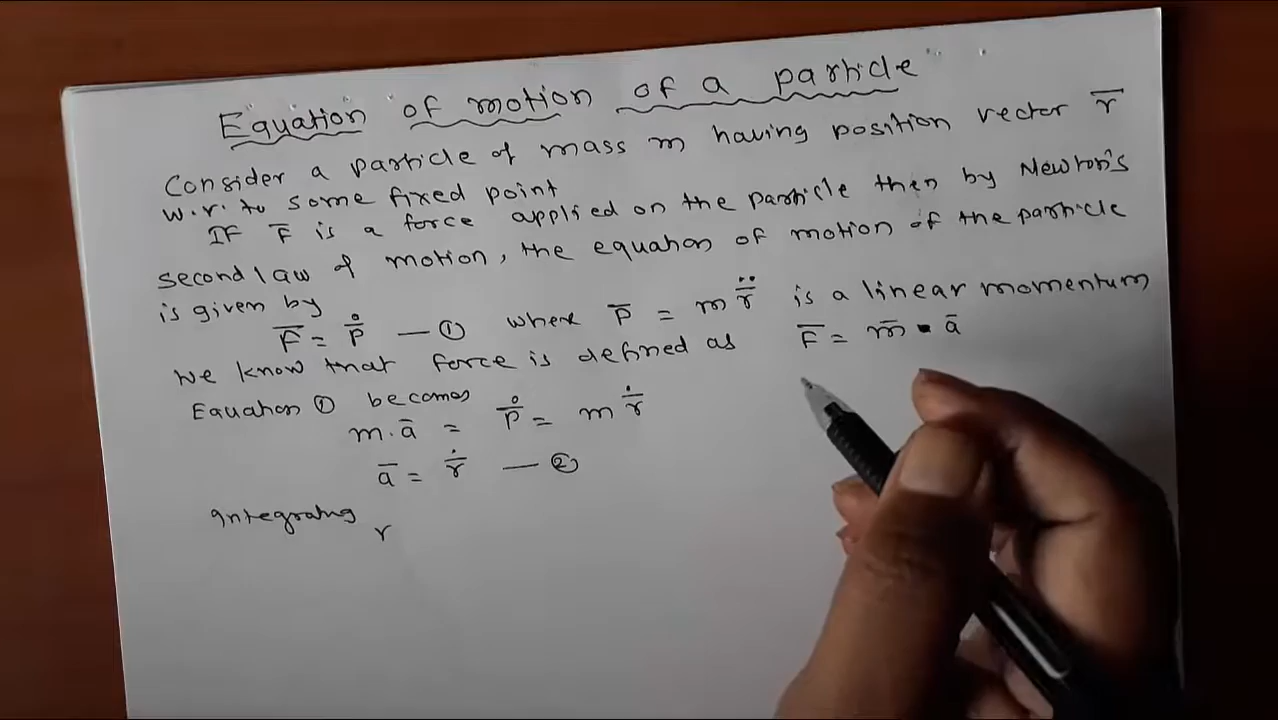 Equation of motion of a particle
Consider a particle of mass m having position vector r̅
w.r. to some fixed point
IF F̅ is a force applied on the particle then by Newton's
second law of motion, the equation of motion of the particle
is given by
F̅ = ṗ̅ — ① where p̅ = m r̈̅ is a linear momentum
We know that force is defined as F̅ = m̅ · a̅
Equation ① becomes
m. a̅ = ṗ̅ = m ṙ̅
a̅ = ṙ̅ — ②
Integrating
r